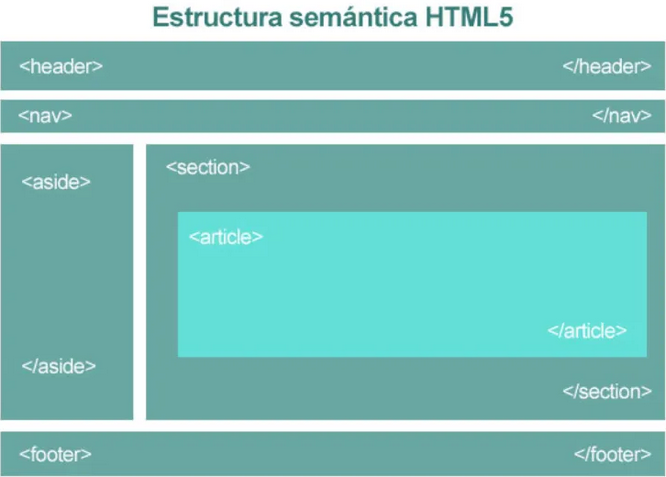 Estructura semántica HTML5
<header> </header>
<nav> </nav>
<aside>
</aside>
<section>
<article>
</article>
</section>
<footer> </footer>